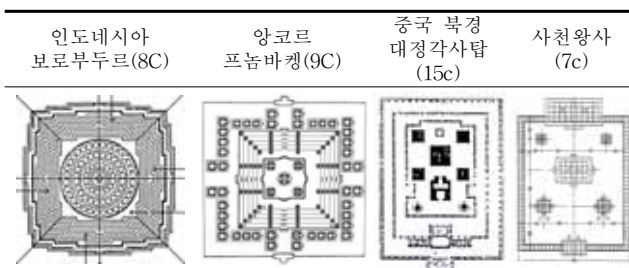 인도네시아
보로부두르(8C)
앙코르
프놈바켕(9C)
중국 북경
대정각사탑
(15c)
사천왕사
(7c)